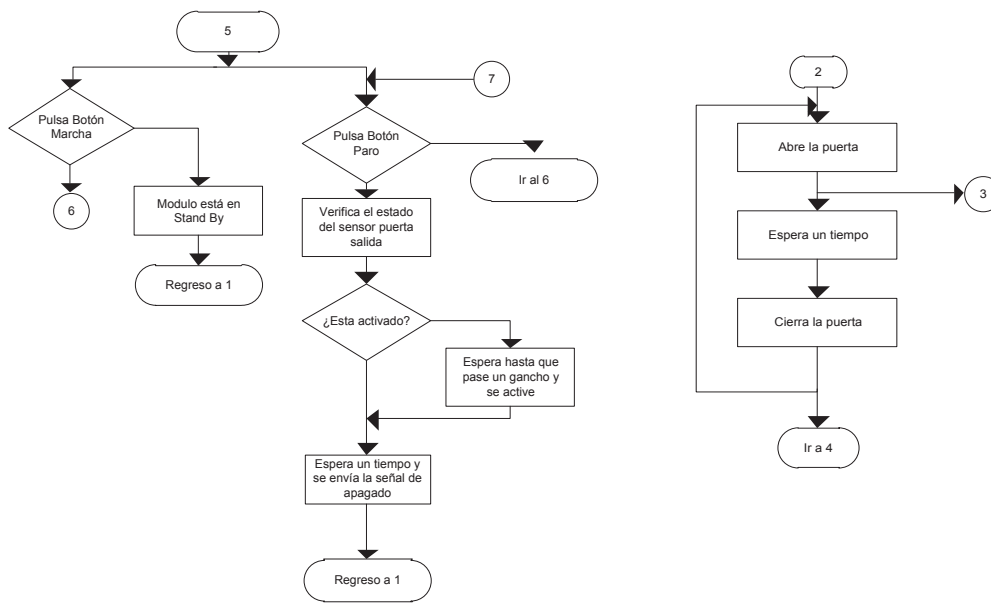 5
7
Pulsa Botón
Marcha
Pulsa Botón
Paro
Ir al 6
6
Modulo está en
Stand By
Verifica el estado
del sensor puerta
salida
Regreso a 1
¿Esta activado?
Espera hasta que
pase un gancho y
se active
Espera un tiempo y
se envía la señal de
apagado
Regreso a 1
2
Abre la puerta
3
Espera un tiempo
Cierra la puerta
Ir a 4